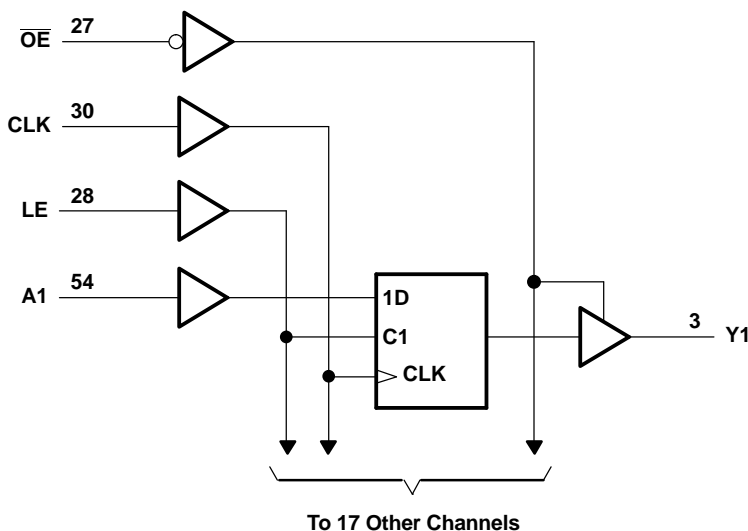 OE 27
CLK 30
LE 28
A1 54
1D
C1
CLK
3 Y1
To 17 Other Channels